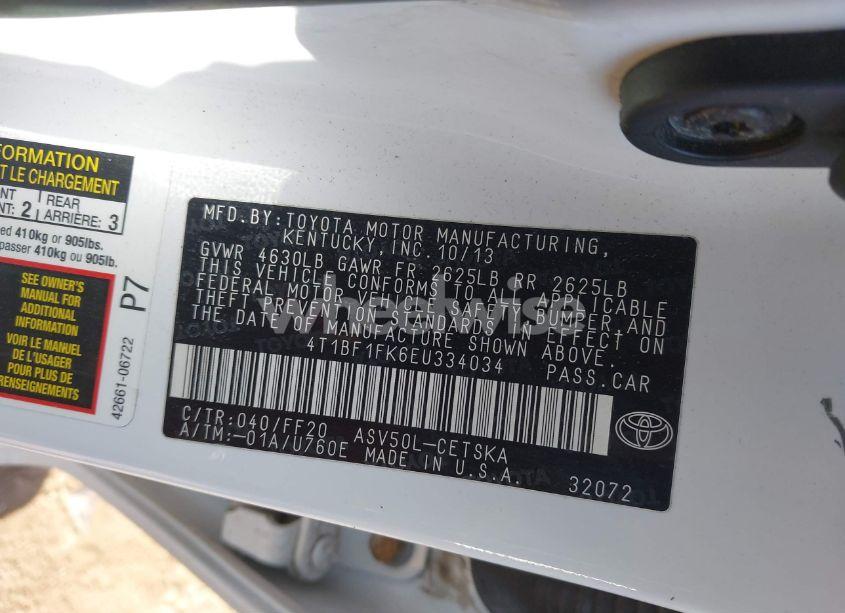 FORMATION
T LE CHARGEMENT
NT
NT: 2
REAR
ARRIÈRE: 3
ed 410kg or 905lbs.
passer 410kg ou 905lb.
SEE OWNER'S
MANUAL FOR
ADDITIONAL
INFORMATION
VOIR LE MANUEL
DE L'USAGER
POUR PLUS DE
RENSEIGNEMENTS
P7
42661-06722
MFD.BY:TOYOTA MOTOR MANUFACTURING,
KENTUCKY, INC. 10/13
GVWR 4630LB GAWR FR 2625LB RR 2625LB
THIS VEHICLE CONFORMS TO ALL APPLICABLE
FEDERAL MOTOR VEHICLE SAFETY, BUMPER, AND
THEFT PREVENTION STANDARDS IN EFFECT ON
THE DATE OF MANUFACTURE SHOWN ABOVE.
4T1BF1FK6EU334034 PASS.CAR
C/TR:040/FF20 ASV50L-CETSKA
A/TM:-01A/U760E MADE IN U.S.A.
32072
wheelwise